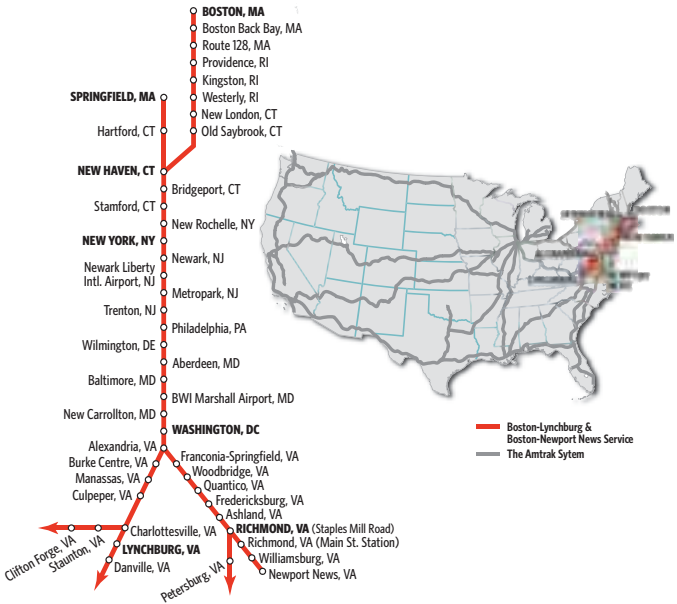 BOSTON, MA
Boston Back Bay, MA
Route 128, MA
Providence, RI
Kingston, RI
SPRINGFIELD, MA
Westerly, RI
New London, CT
Hartford, CT
Old Saybrook, CT
NEW HAVEN, CT
Bridgeport, CT
Stamford, CT
New Rochelle, NY
NEW YORK, NY
Newark, NJ
Newark Liberty
Intl. Airport, NJ
Metropark, NJ
Trenton, NJ
Philadelphia, PA
Wilmington, DE
Aberdeen, MD
Baltimore, MD
BWI Marshall Airport, MD
New Carrollton, MD
WASHINGTON, DC
Alexandria, VA
Franconia-Springfield, VA
Burke Centre, VA
Woodbridge, VA
Manassas, VA
Quantico, VA
Culpeper, VA
Fredericksburg, VA
Ashland, VA
Charlottesville, VA
RICHMOND, VA (Staples Mill Road)
Clifton Forge, VA
Staunton, VA
LYNCHBURG, VA
Richmond, VA (Main St. Station)
Danville, VA
Williamsburg, VA
Petersburg, VA
Newport News, VA
Boston-Lynchburg &
Boston-Newport News Service
The Amtrak Sytem